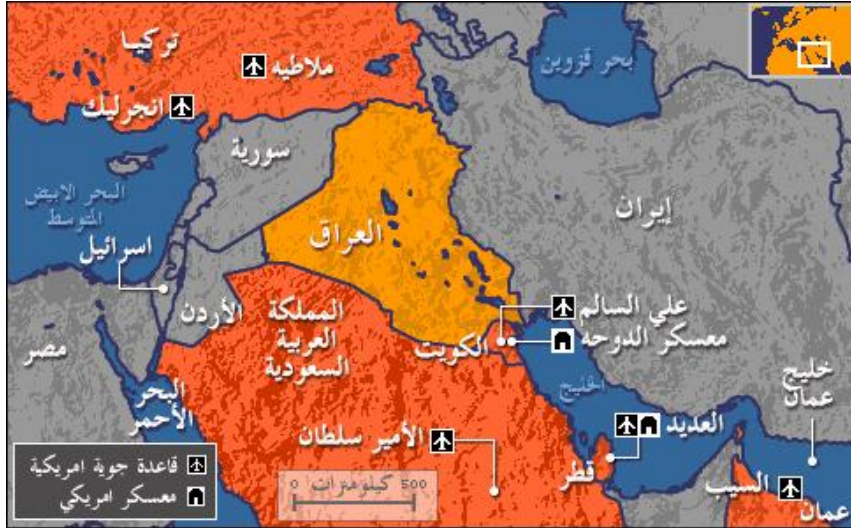 تركيا
ملاطيه
بحر قزوين
انجرليك
سورية
البحر الابيض
المتوسط
إيران
اسرائيل
العراق
علي السالم
معسكر الدوحه
الكويت
المملكة
العربية
السعودية
الأردن
مصر
خليج
عمان
الخليج
البحر
الأحمر
العديد
الأمير سلطان
قطر
السيب
عمان
قاعدة جوية امريكية
معسكر امريكي
0 كيلومترات 500